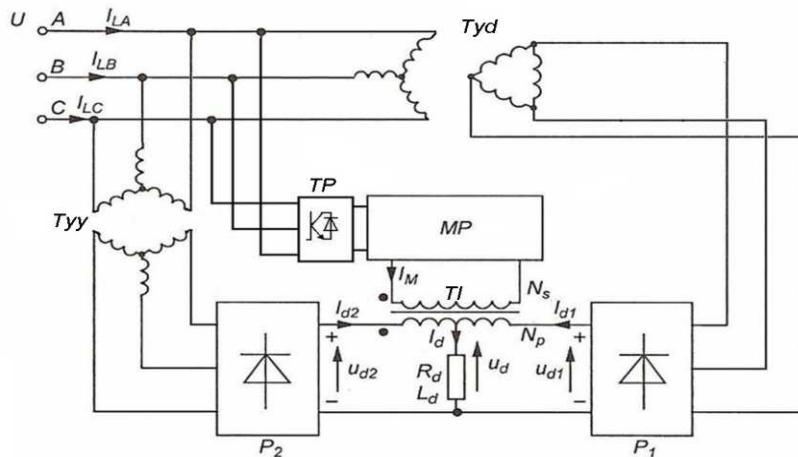 U A I_LA
Tyd
B I_LB
C I_LC
TP
MP
Tyy
I_M TI N_s
I_d2 I_d N_p I_d1
+ +
u_d2 R_d u_d u_d1
L_d
− −
P_2 P_1